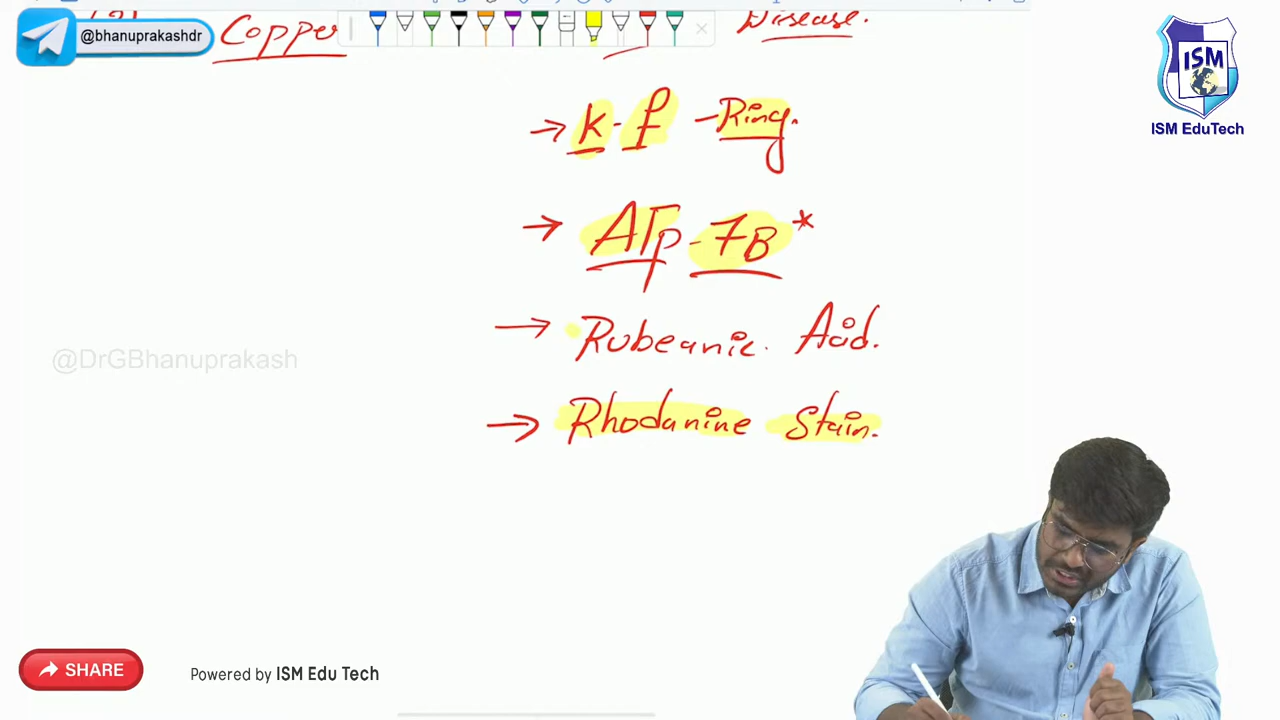 @bhanuprakashdr
Copper
Disease.
ISM
ISM EduTech
→ K-f -Ring.
→ ATp-7B*
→ Rubeanic Acid.
@DrGBhanuprakash
→ Rhodanine Stain.
SHARE
Powered by ISM Edu Tech